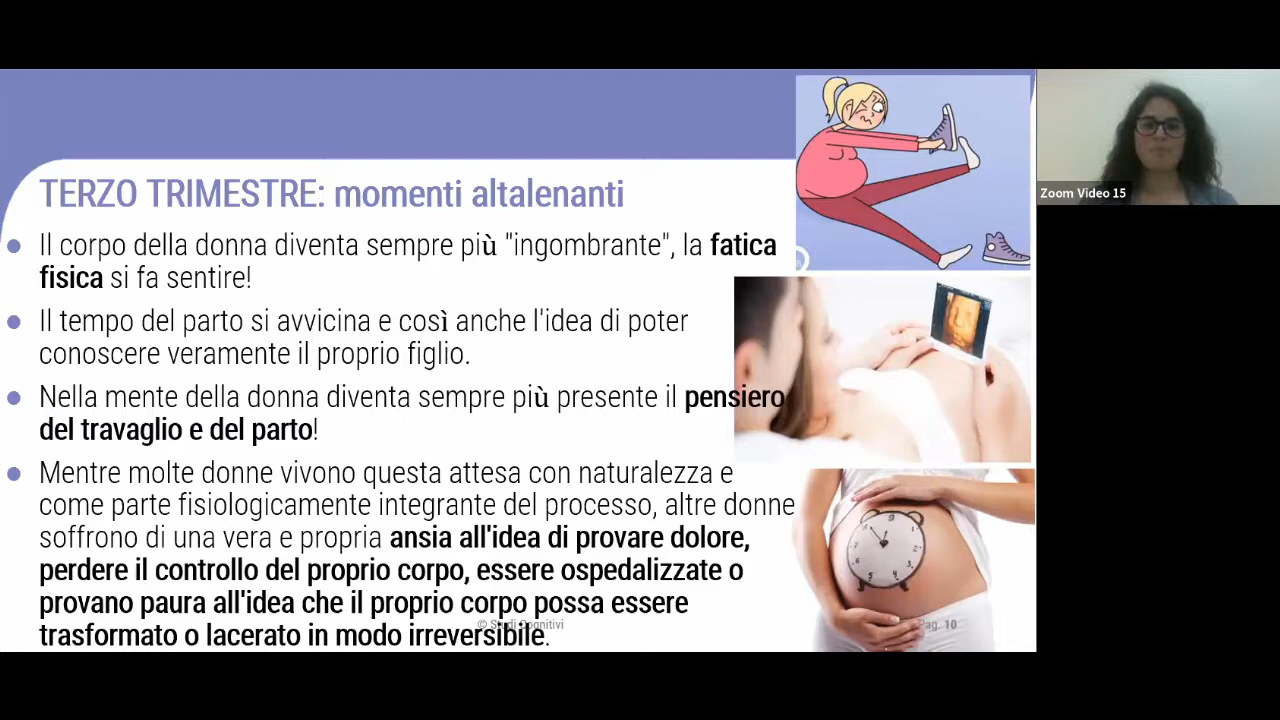 TERZO TRIMESTRE: momenti altalenanti
Il corpo della donna diventa sempre più "ingombrante", la fatica
fisica si fa sentire!
Il tempo del parto si avvicina e così anche l'idea di poter
conoscere veramente il proprio figlio.
Nella mente della donna diventa sempre più presente il pensiero
del travaglio e del parto!
Mentre molte donne vivono questa attesa con naturalezza e
come parte fisiologicamente integrante del processo, altre donne
soffrono di una vera e propria ansia all'idea di provare dolore,
perdere il controllo del proprio corpo, essere ospedalizzate o
provano paura all'idea che il proprio corpo possa essere
trasformato o lacerato in modo irreversibile.
© Studi Cognitivi
Pag. 10
Zoom Video 15